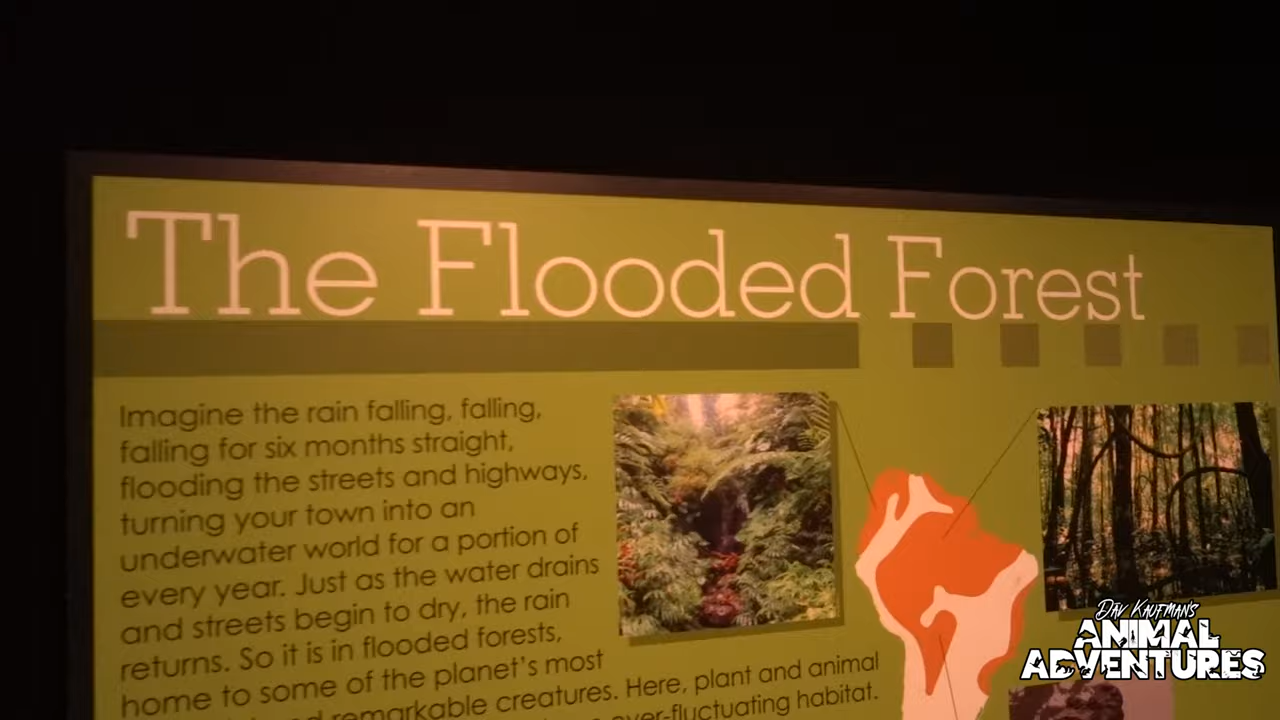 The Flooded Forest
Imagine the rain falling, falling,
falling for six months straight,
flooding the streets and highways,
turning your town into an
underwater world for a portion of
every year. Just as the water drains
and streets begin to dry, the rain
returns. So it is in flooded forests,
home to some of the planet's most
remarkable creatures. Here, plant and animal
ever-fluctuating habitat.
DAV KAUFMAN'S
ANIMAL
ADVENTURES